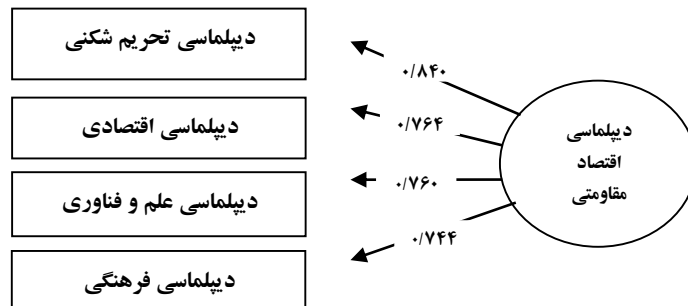 دیپلماسی تحریم شکنی
۰/۸۴۰
دیپلماسی اقتصادی
۰/۷۶۴
دیپلماسی
اقتصاد
مقاومتی
دیپلماسی علم و فناوری
۰/۷۶۰
۰/۷۴۴
دیپلماسی فرهنگی